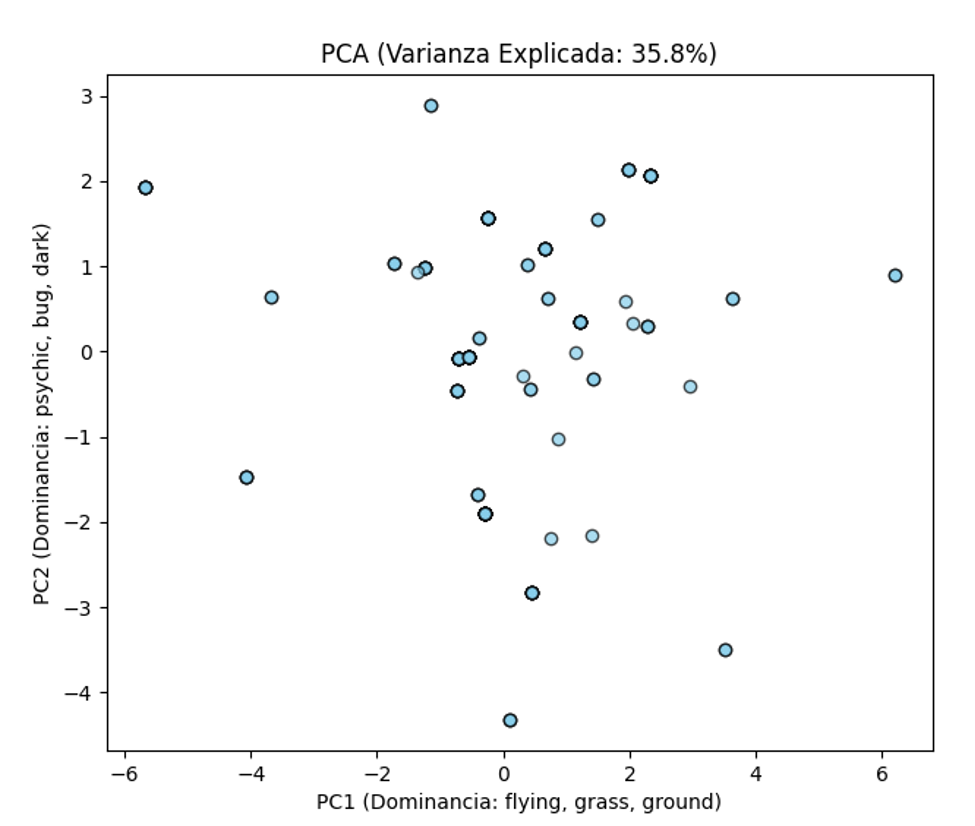 PCA (Varianza Explicada: 35.8%)
3
2
1
0
−1
−2
−3
−4
PC2 (Dominancia: psychic, bug, dark)
−6 −4 −2 0 2 4 6
PC1 (Dominancia: flying, grass, ground)